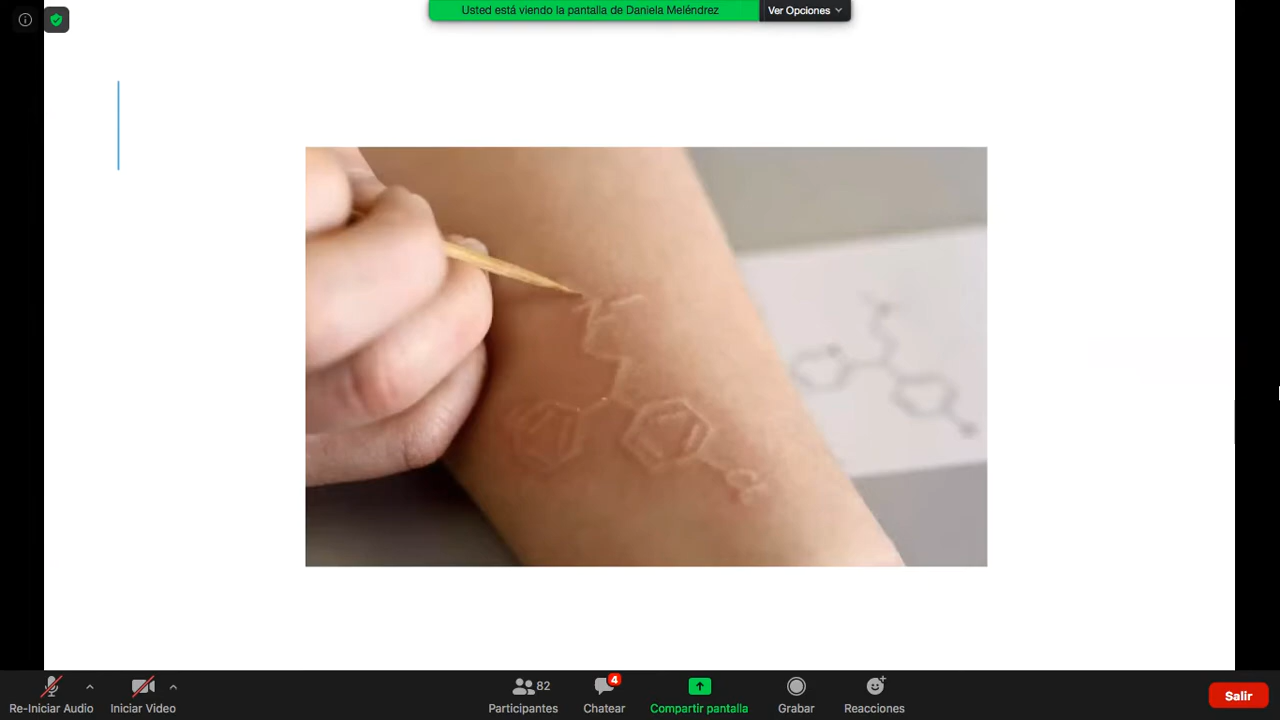 Usted está viendo la pantalla de Daniela Meléndrez
Ver Opciones
N
Cl
Re-Iniciar Audio
Iniciar Video
82
Participantes
4
Chatear
Compartir pantalla
Grabar
Reacciones
Salir